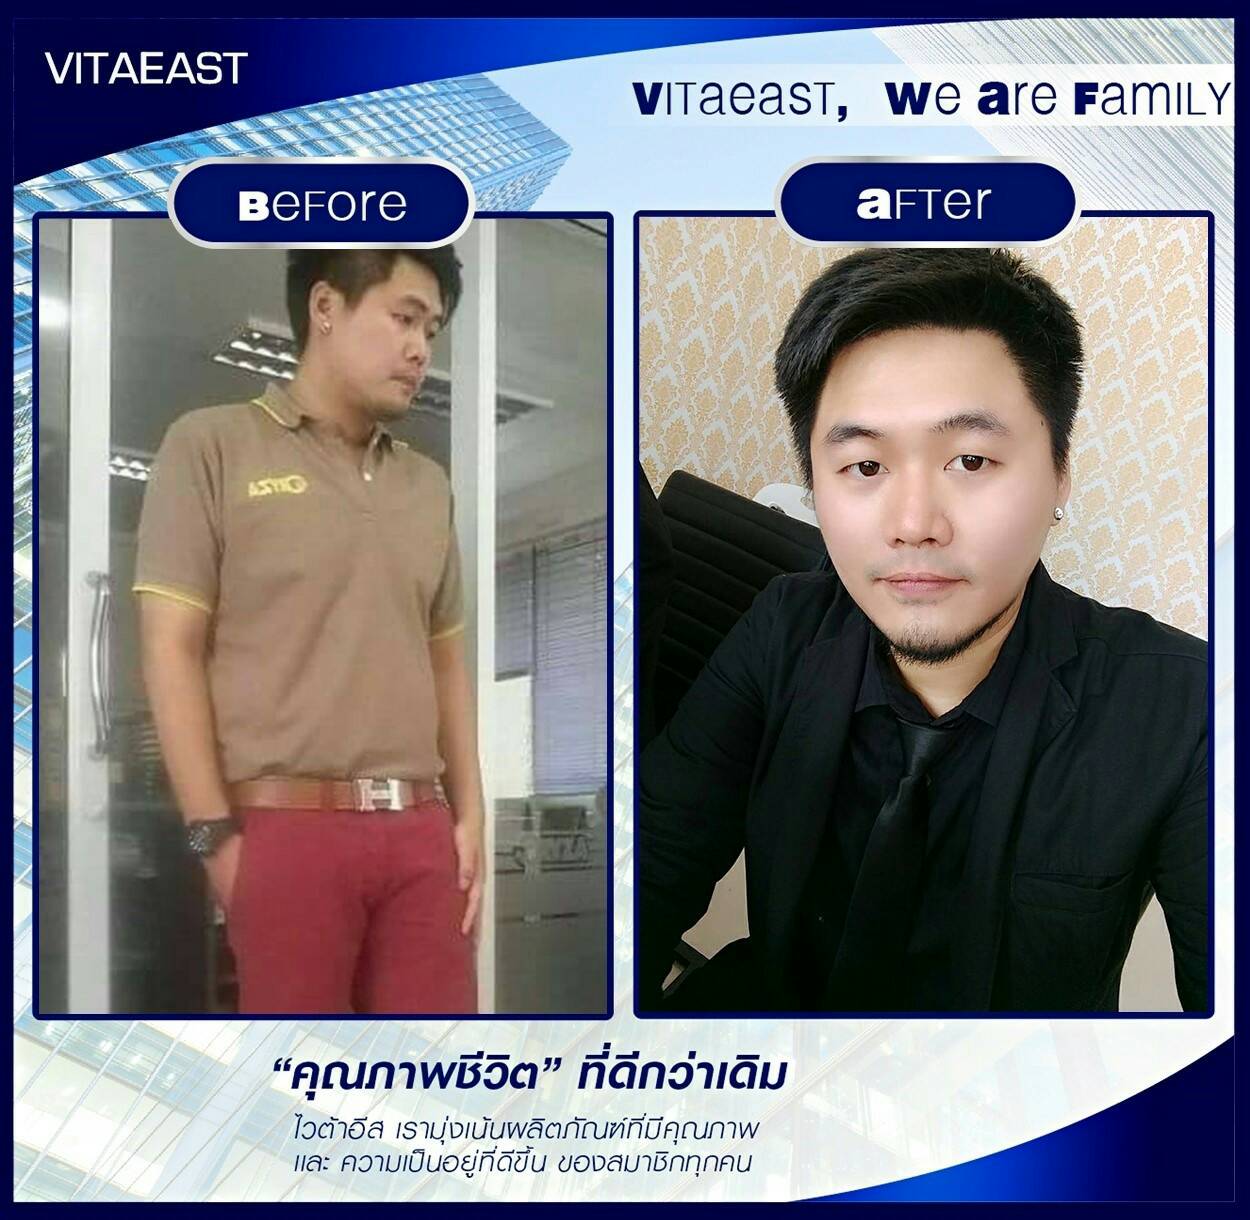 VITAEAST
VITaeasT, we are FamILY
BeFore
aFTer
“คุณภาพชีวิต” ที่ดีกว่าเดิม
ไวต้าอีส เรามุ่งเน้นผลิตภัณฑ์ที่มีคุณภาพ
และ ความเป็นอยู่ที่ดีขึ้น ของสมาชิกทุกคน